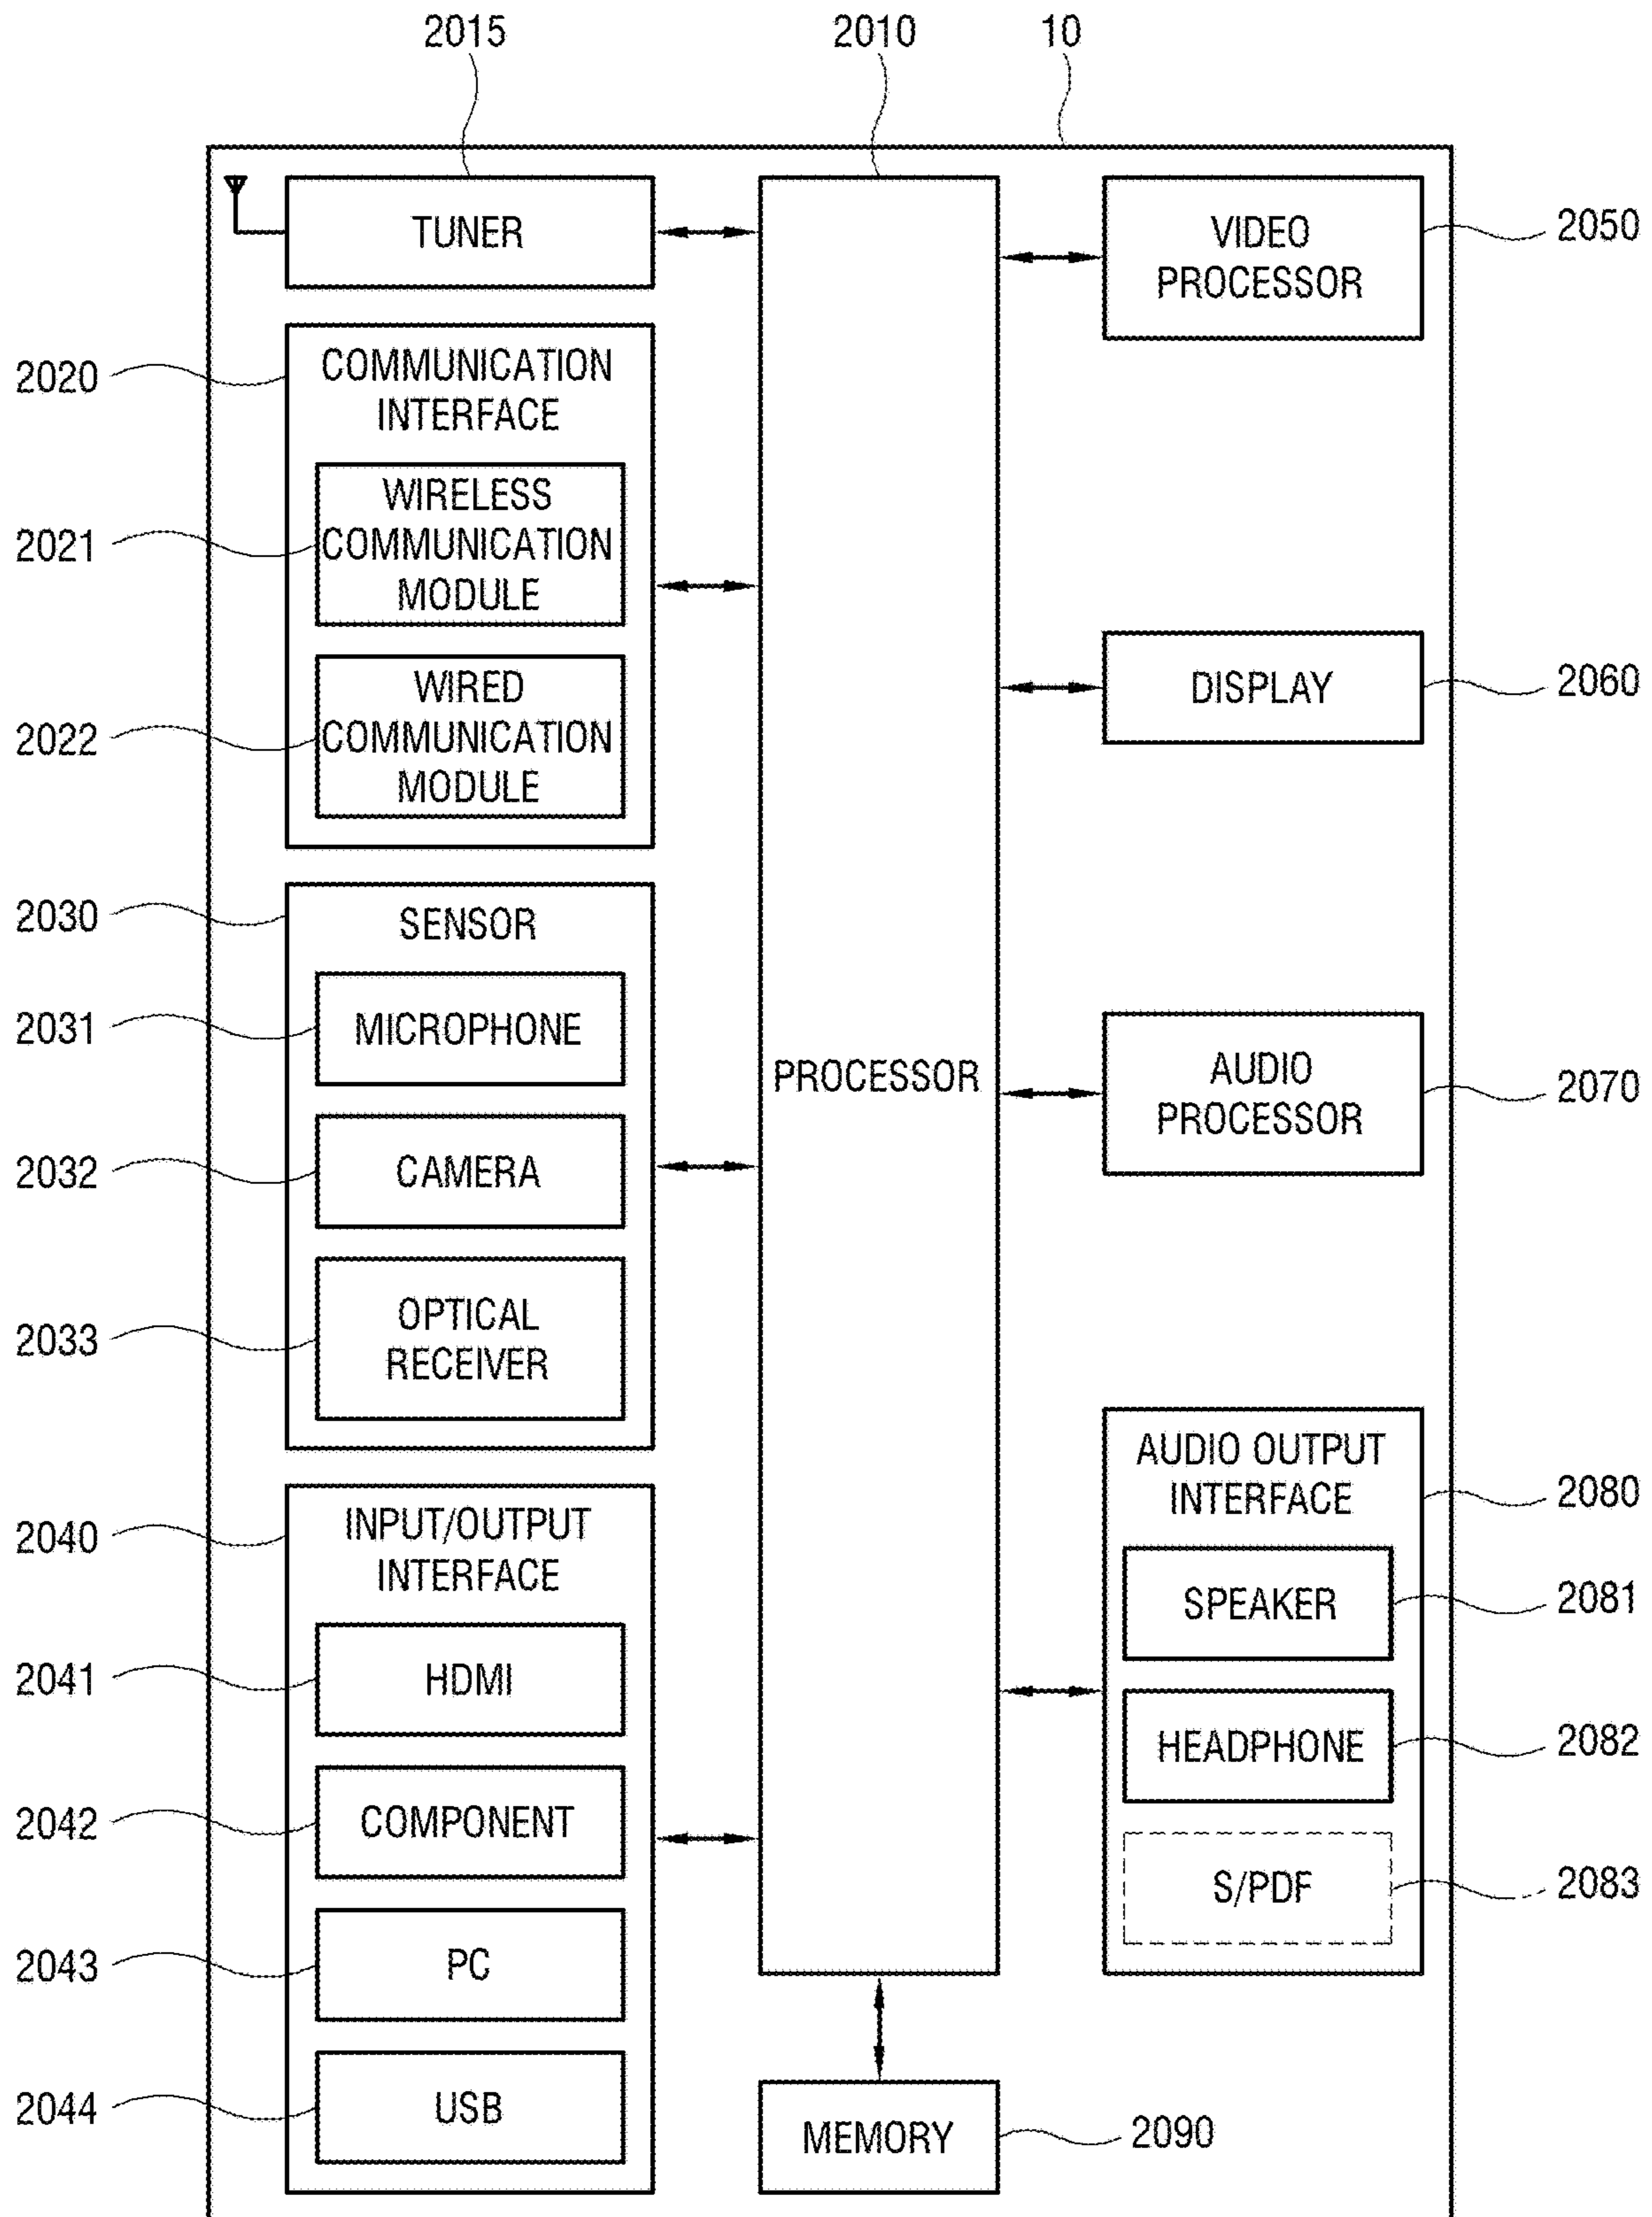 2015
2010
10
TUNER
VIDEO
PROCESSOR
2050
2020
COMMUNICATION
INTERFACE
2021
WIRELESS
COMMUNICATION
MODULE
2022
WIRED
COMMUNICATION
MODULE
DISPLAY
2060
2030
SENSOR
2031
MICROPHONE
2032
CAMERA
2033
OPTICAL
RECEIVER
PROCESSOR
AUDIO
PROCESSOR
2070
2040
INPUT/OUTPUT
INTERFACE
2041
HDMI
2042
COMPONENT
2043
PC
2044
USB
AUDIO OUTPUT
INTERFACE
2080
SPEAKER
2081
HEADPHONE
2082
S/PDF
2083
MEMORY
2090